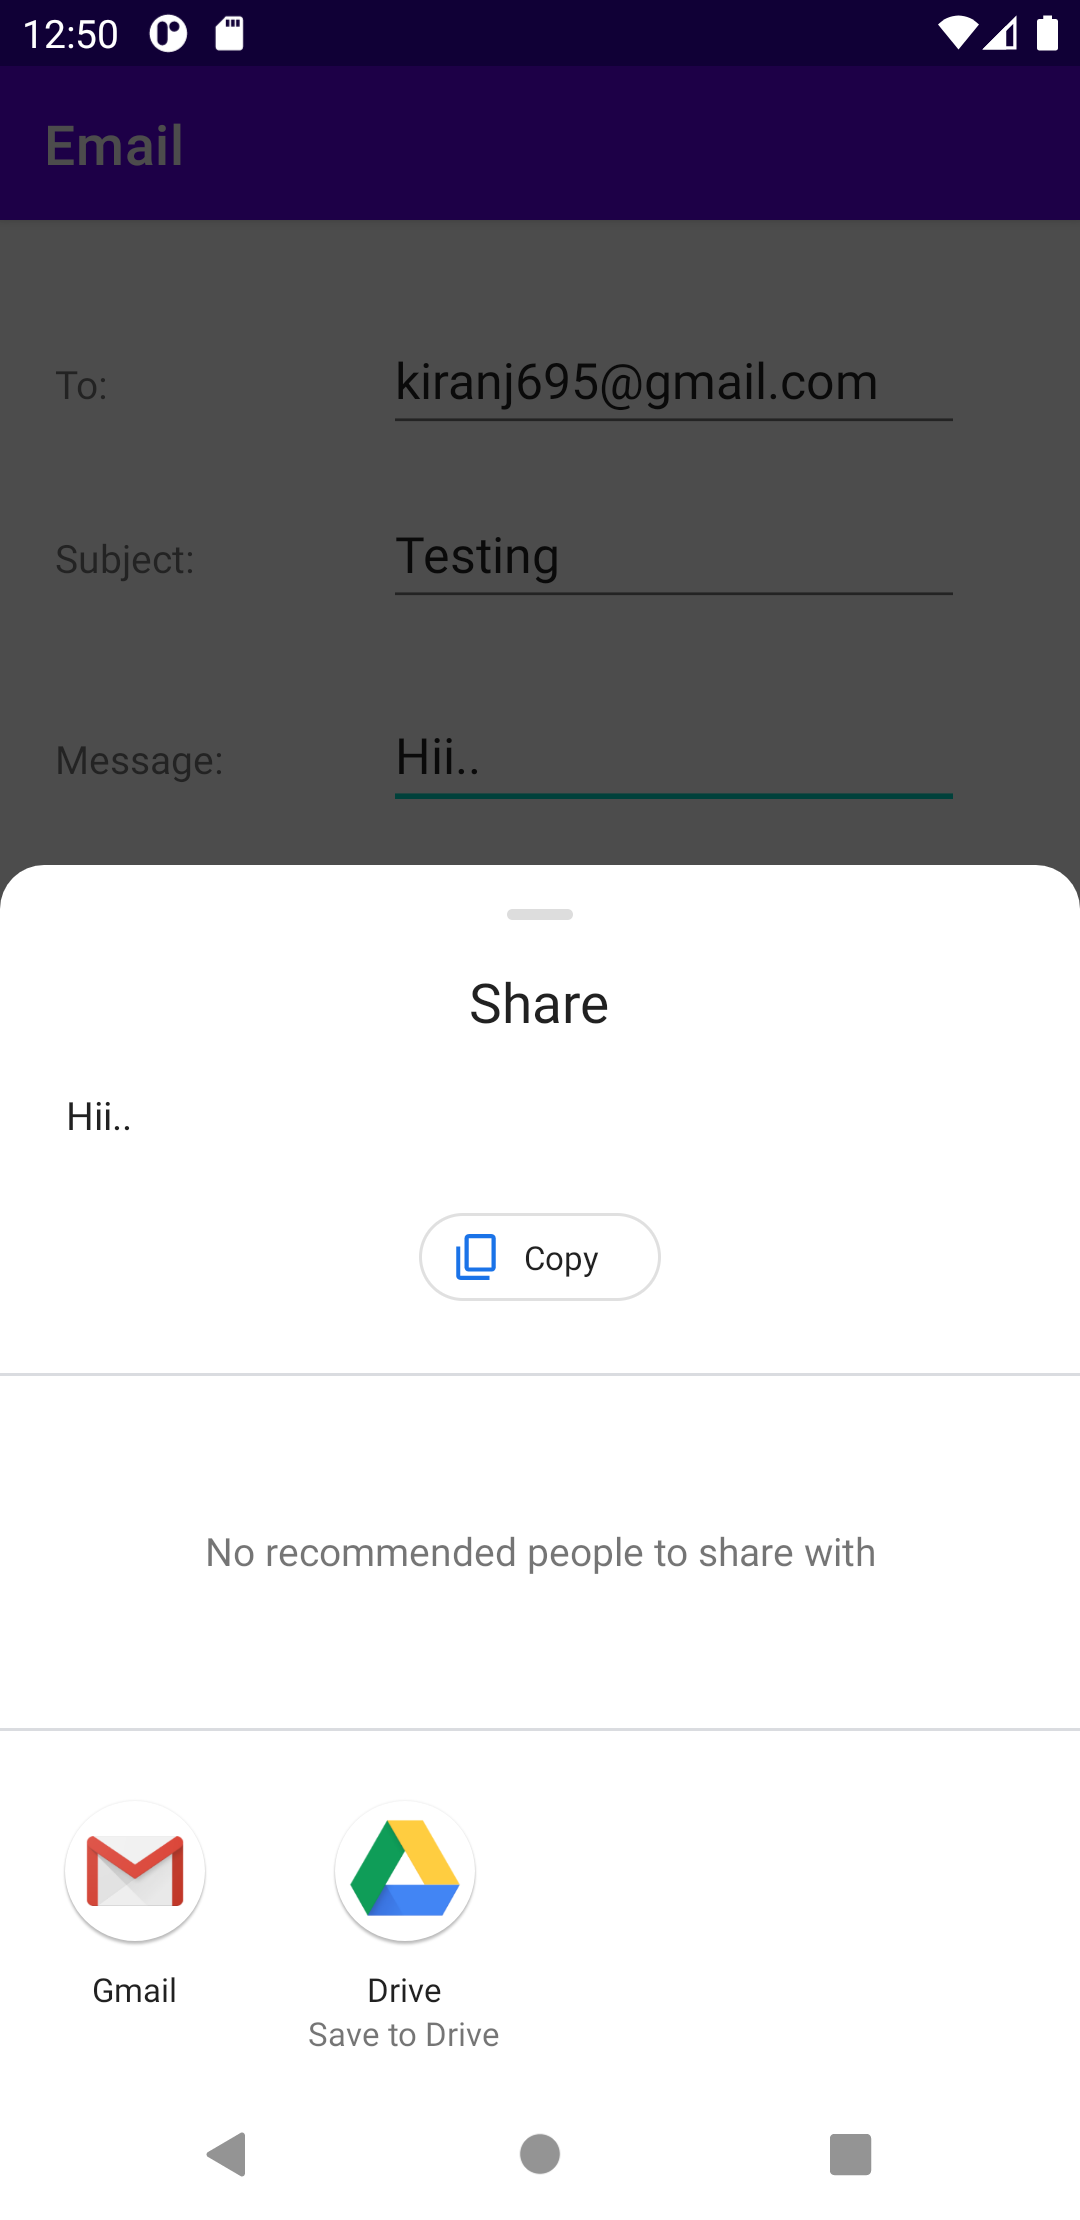 12:50
Email
To: kiranj695@gmail.com
Subject: Testing
Message: Hii..
Share
Hii..
Copy
No recommended people to share with
Gmail Drive
Save to Drive